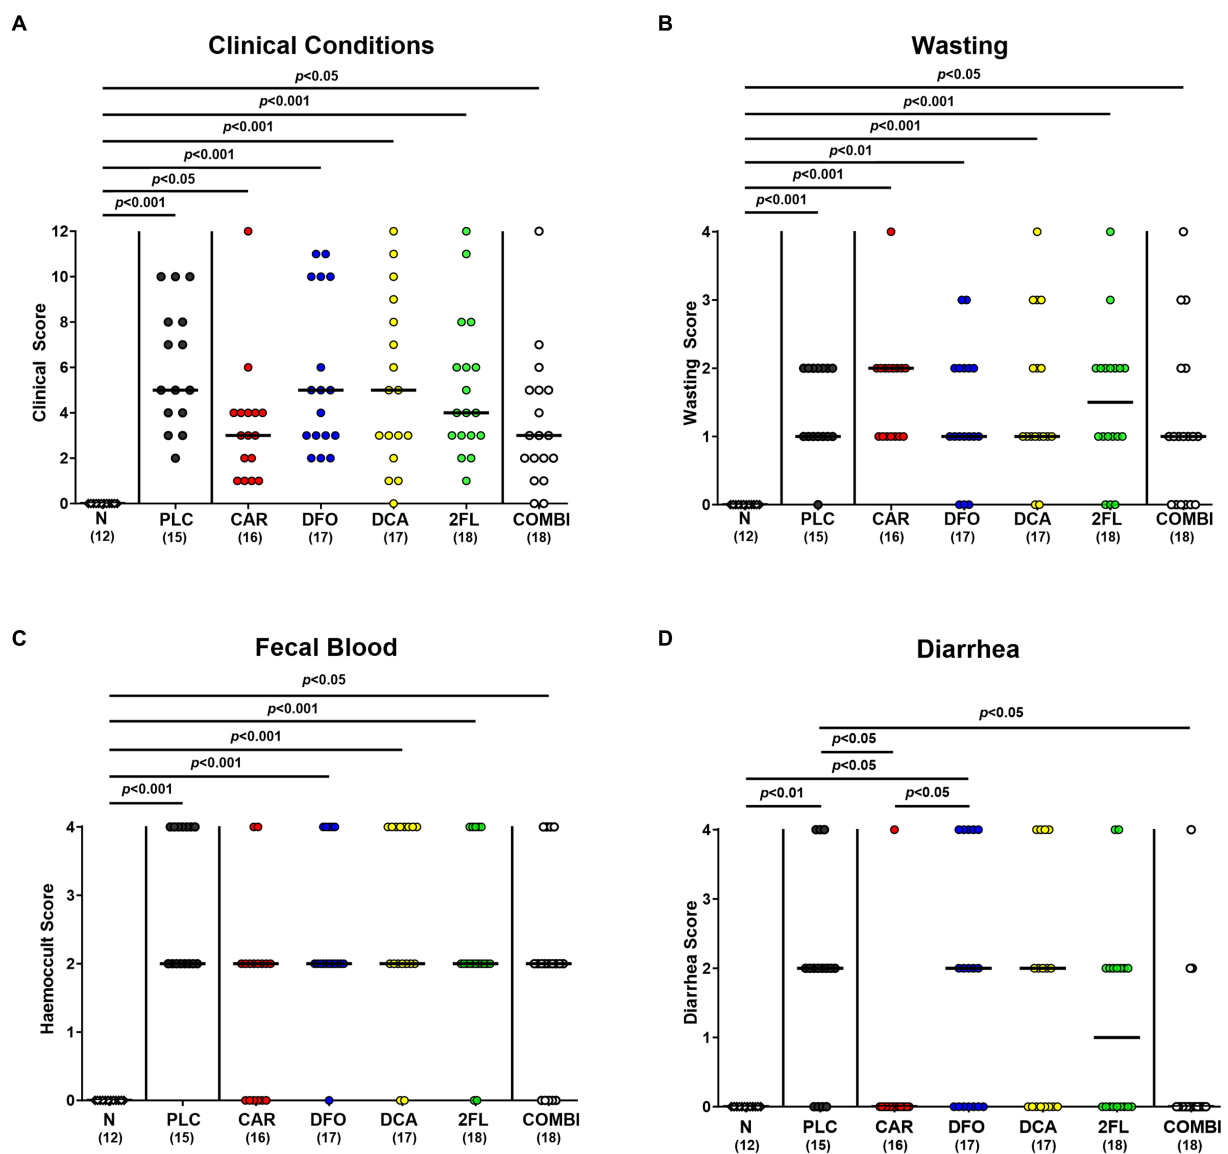 A
Clinical Conditions
p<0.05
p<0.001
p<0.001
p<0.001
p<0.05
p<0.001
Clinical Score
12
10
8
6
4
2
0
N PLC CAR DFO DCA 2FL COMBI
(12) (15) (16) (17) (17) (18) (18)
B
Wasting
p<0.05
p<0.001
p<0.001
p<0.01
p<0.001
p<0.001
Wasting Score
4
3
2
1
0
N PLC CAR DFO DCA 2FL COMBI
(12) (15) (16) (17) (17) (18) (18)
C
Fecal Blood
p<0.05
p<0.001
p<0.001
p<0.001
p<0.001
Haemoccult Score
4
3
2
1
0
N PLC CAR DFO DCA 2FL COMBI
(12) (15) (16) (17) (17) (18) (18)
D
Diarrhea
p<0.05
p<0.05
p<0.05
p<0.01 p<0.05
Diarrhea Score
4
3
2
1
0
N PLC CAR DFO DCA 2FL COMBI
(12) (15) (16) (17) (17) (18) (18)